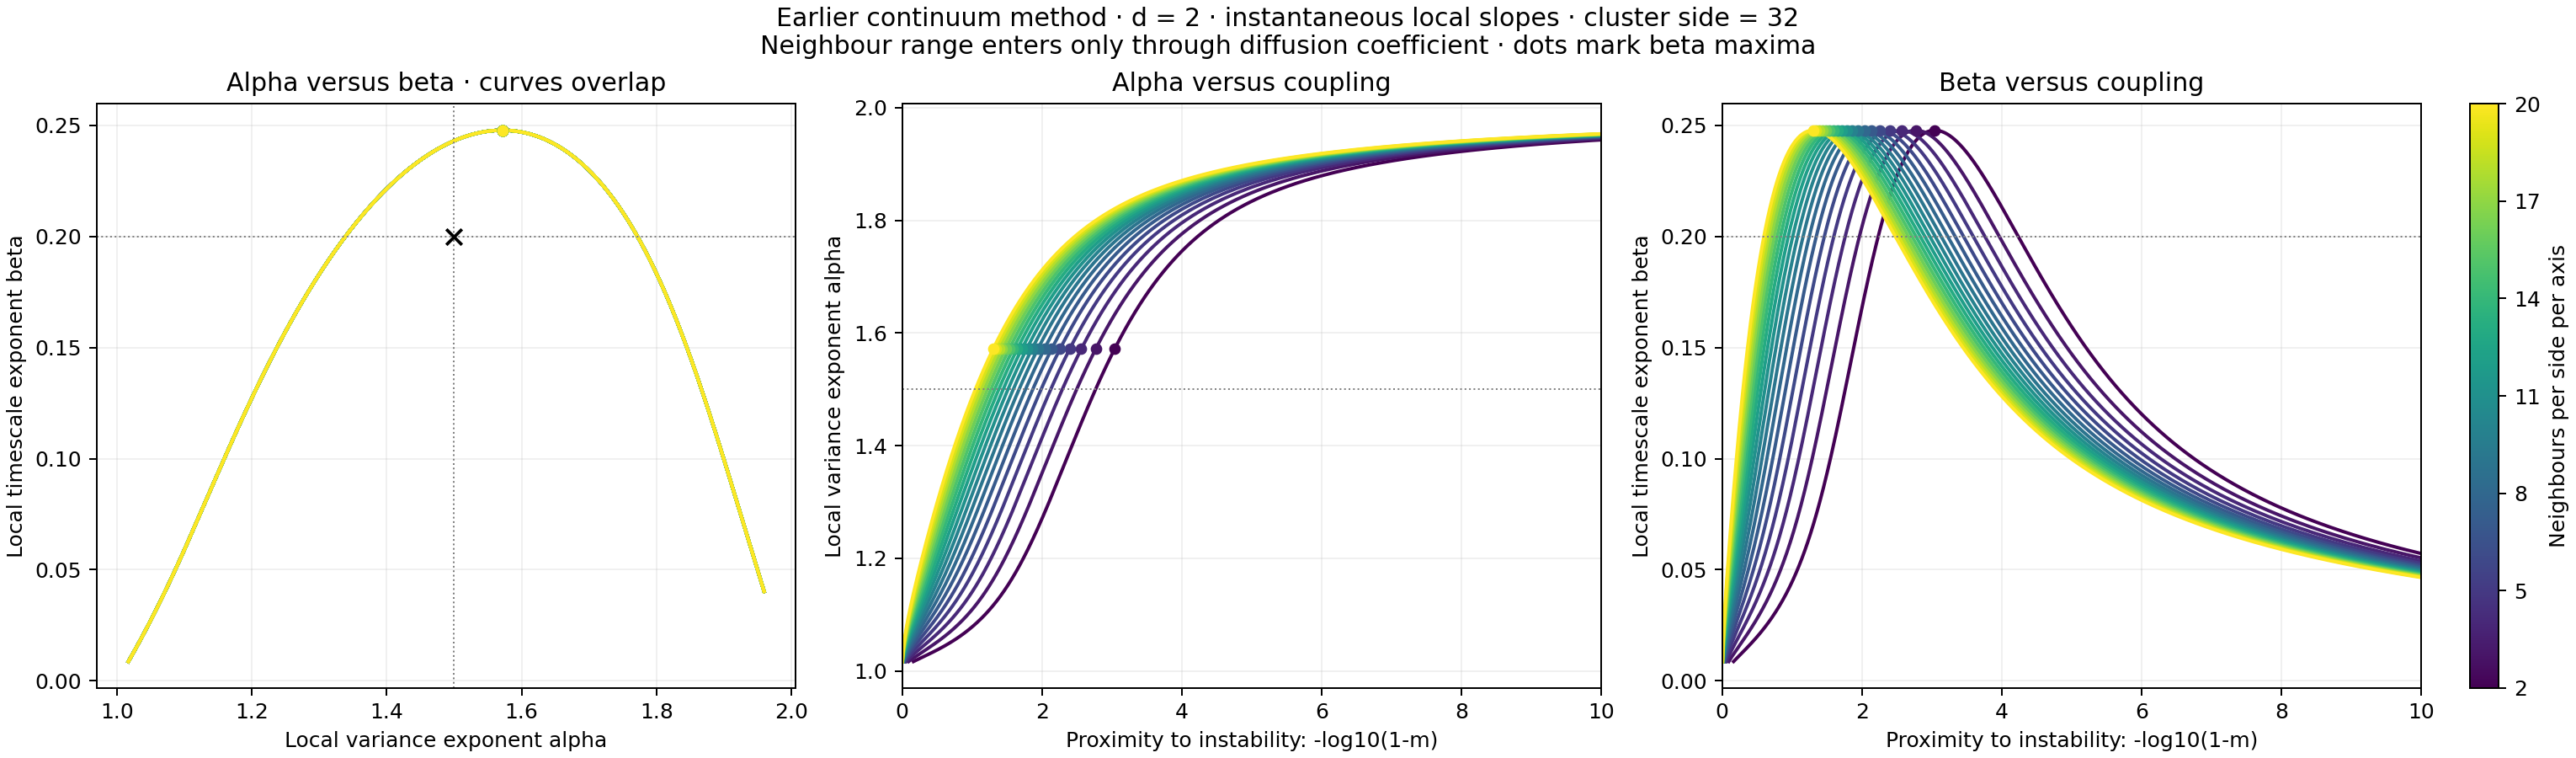 Earlier continuum method · d = 2 · instantaneous local slopes · cluster side = 32
Neighbour range enters only through diffusion coefficient · dots mark beta maxima
Alpha versus beta · curves overlap
Local timescale exponent beta
0.25
0.20
0.15
0.10
0.05
0.00
1.0 1.2 1.4 1.6 1.8 2.0
Local variance exponent alpha
Alpha versus coupling
Local variance exponent alpha
2.0
1.8
1.6
1.4
1.2
1.0
0 2 4 6 8 10
Proximity to instability: -log10(1-m)
Beta versus coupling
Local timescale exponent beta
0.25
0.20
0.15
0.10
0.05
0.00
0 2 4 6 8 10
Proximity to instability: -log10(1-m)
20
17
14
11
8
5
2
Neighbours per side per axis